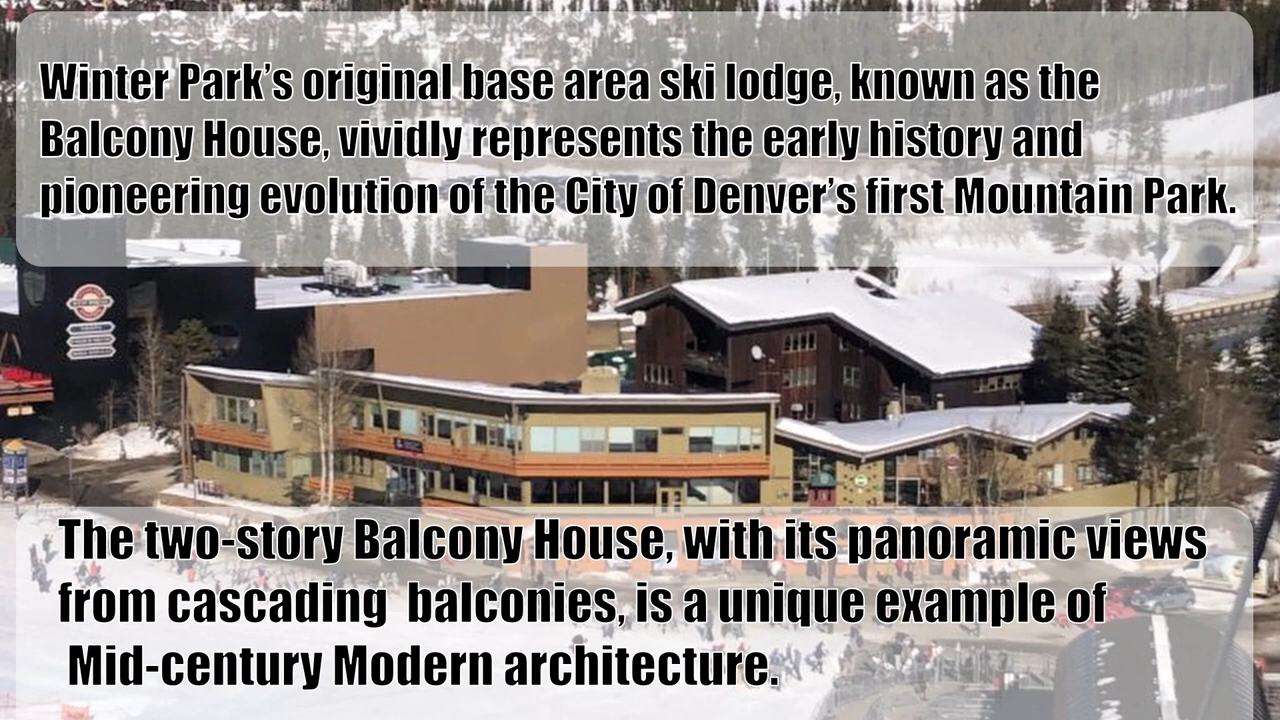 Winter Park’s original base area ski lodge, known as the
Balcony House, vividly represents the early history and
pioneering evolution of the City of Denver’s first Mountain Park.
The two-story Balcony House, with its panoramic views
from cascading  balconies, is a unique example of
Mid-century Modern architecture.